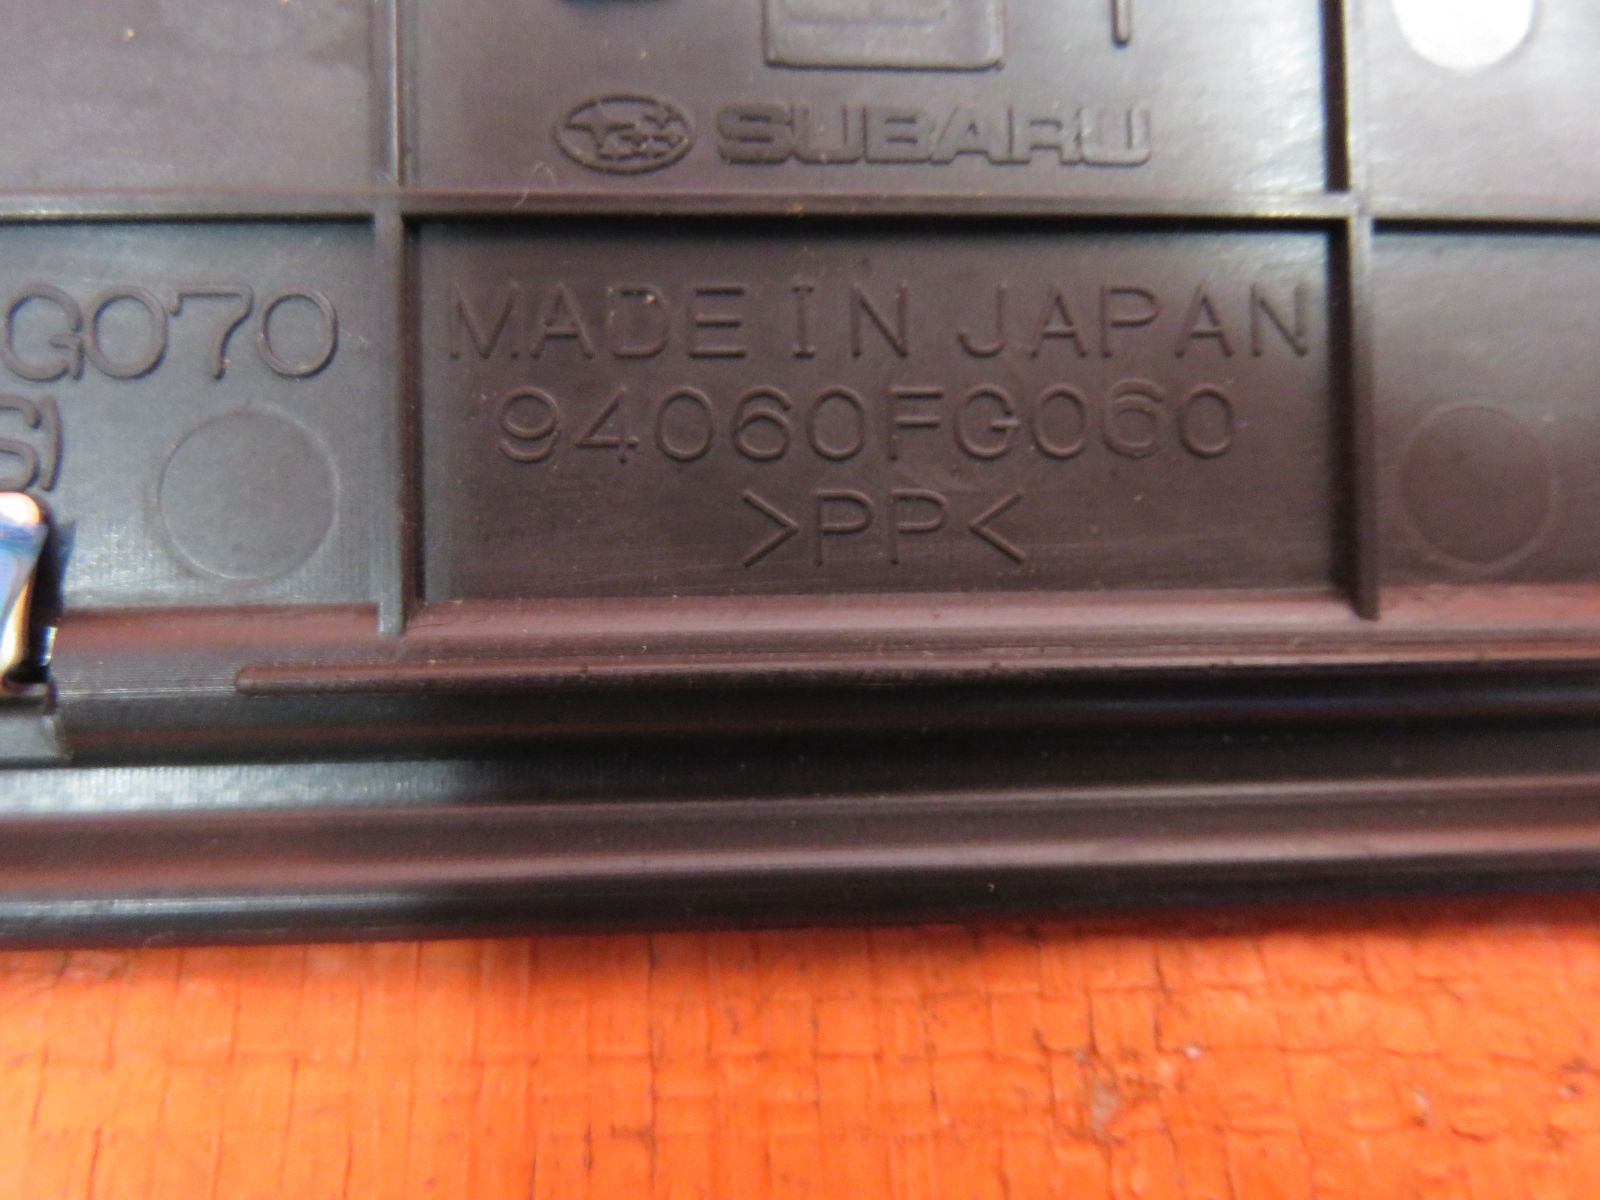 SUBARU
G070
MADE IN JAPAN
94060FG060
>PP<